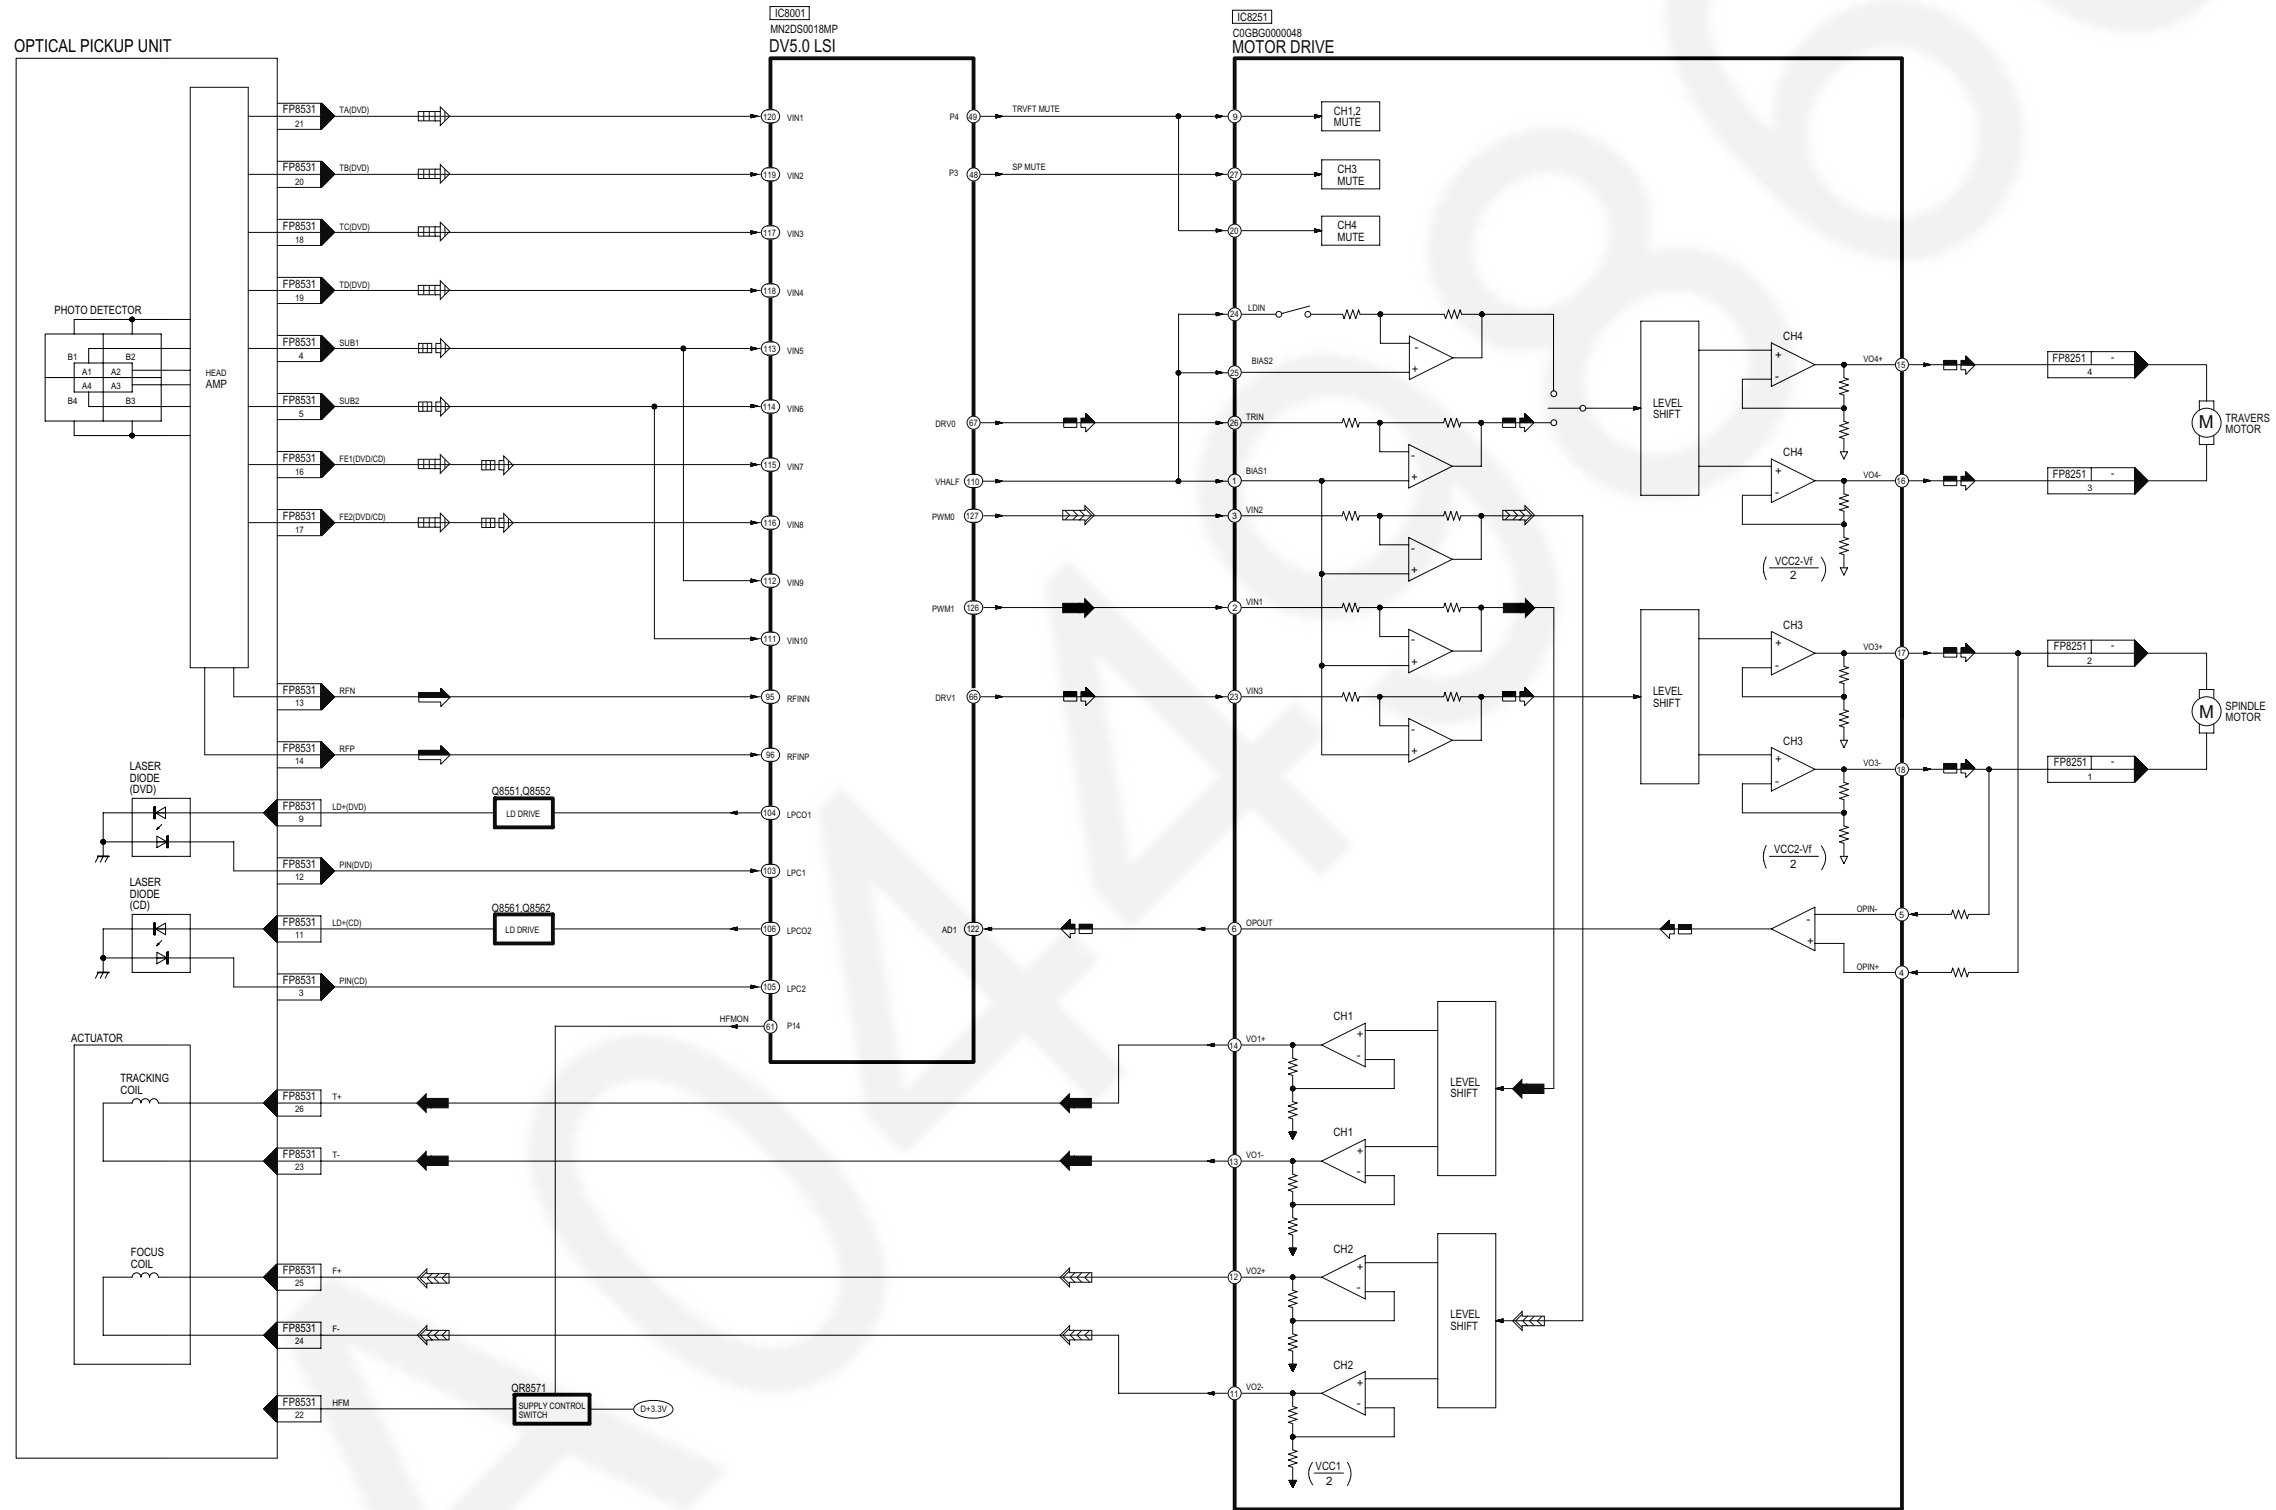 OPTICAL PICKUP UNIT
PHOTO DETECTOR
B1
B2
A1
A2
A4
A3
B4
B3
HEAD
AMP
FP8531
21
TA(DVD)
FP8531
20
TB(DVD)
FP8531
18
TC(DVD)
FP8531
19
TD(DVD)
FP8531
4
SUB1
FP8531
5
SUB2
FP8531
16
FE1(DVD/CD)
FP8531
17
FE2(DVD/CD)
FP8531
13
RFN
FP8531
14
RFP
LASER
DIODE
(DVD)
FP8531
9
LD+(DVD)
Q8551,Q8552
LD DRIVE
FP8531
12
PIN(DVD)
LASER
DIODE
(CD)
FP8531
11
LD+(CD)
Q8561,Q8562
LD DRIVE
FP8531
3
PIN(CD)
HFMON
ACTUATOR
TRACKING
COIL
FP8531
26
T+
FP8531
23
T-
FOCUS
COIL
FP8531
25
F+
FP8531
24
F-
FP8531
22
HFM
QR8571
SUPPLY CONTROL
SWITCH
D+3.3V
IC8001
MN2DS0018MP
DV5.0 LSI
120 VIN1
119 VIN2
117 VIN3
118 VIN4
113 VIN5
114 VIN6
115 VIN7
116 VIN8
112 VIN9
111 VIN10
95 RFINN
96 RFINP
104 LPCO1
103 LPC1
106 LPCO2
105 LPC2
61 P14
P4 49 TRVFT MUTE
P3 48 SP MUTE
DRV0 67
VHALF 110
PWM0 127
PWM1 126
DRV1 66
AD1 122
IC8251
C0GBG0000048
MOTOR DRIVE
9
CH1,2
MUTE
27
CH3
MUTE
20
CH4
MUTE
24 LDIN
25 BIAS2
26 TRIN
1 BIAS1
3 VIN2
2 VIN1
23 VIN3
6 OPOUT
- +
- +
- +
- +
- +
LEVEL
SHIFT
CH4
+ -
VO4+ 15
CH4
+ -
VO4- 16
(VCC2-Vf
2)
LEVEL
SHIFT
CH3
+ -
VO3+ 17
CH3
+ -
VO3- 18
(VCC2-Vf
2)
- +
OPIN- 5
OPIN+ 4
FP8251 -
4
FP8251 -
3
M
TRAVERS
MOTOR
FP8251 -
2
FP8251 -
1
M
SPINDLE
MOTOR
14 VO1+
CH1
+ -
13 VO1-
CH1
+ -
LEVEL
SHIFT
12 VO2+
CH2
+ -
11 VO2-
CH2
+ -
LEVEL
SHIFT
(VCC1
2)